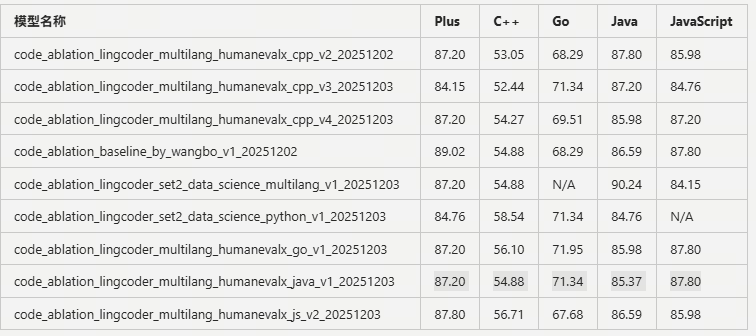 模型名称 Plus C++ Go Java JavaScript
code_ablation_lingcoder_multilang_humanevalx_cpp_v2_20251202 87.20 53.05 68.29 87.80 85.98
code_ablation_lingcoder_multilang_humanevalx_cpp_v3_20251203 84.15 52.44 71.34 87.20 84.76
code_ablation_lingcoder_multilang_humanevalx_cpp_v4_20251203 87.20 54.27 69.51 85.98 87.20
code_ablation_baseline_by_wangbo_v1_20251202 89.02 54.88 68.29 86.59 87.80
code_ablation_lingcoder_set2_data_science_multilang_v1_20251203 87.20 54.88 N/A 90.24 84.15
code_ablation_lingcoder_set2_data_science_python_v1_20251203 84.76 58.54 71.34 84.76 N/A
code_ablation_lingcoder_multilang_humanevalx_go_v1_20251203 87.20 56.10 71.95 85.98 87.80
code_ablation_lingcoder_multilang_humanevalx_java_v1_20251203 87.20 54.88 71.34 85.37 87.80
code_ablation_lingcoder_multilang_humanevalx_js_v2_20251203 87.80 56.71 67.68 86.59 85.98